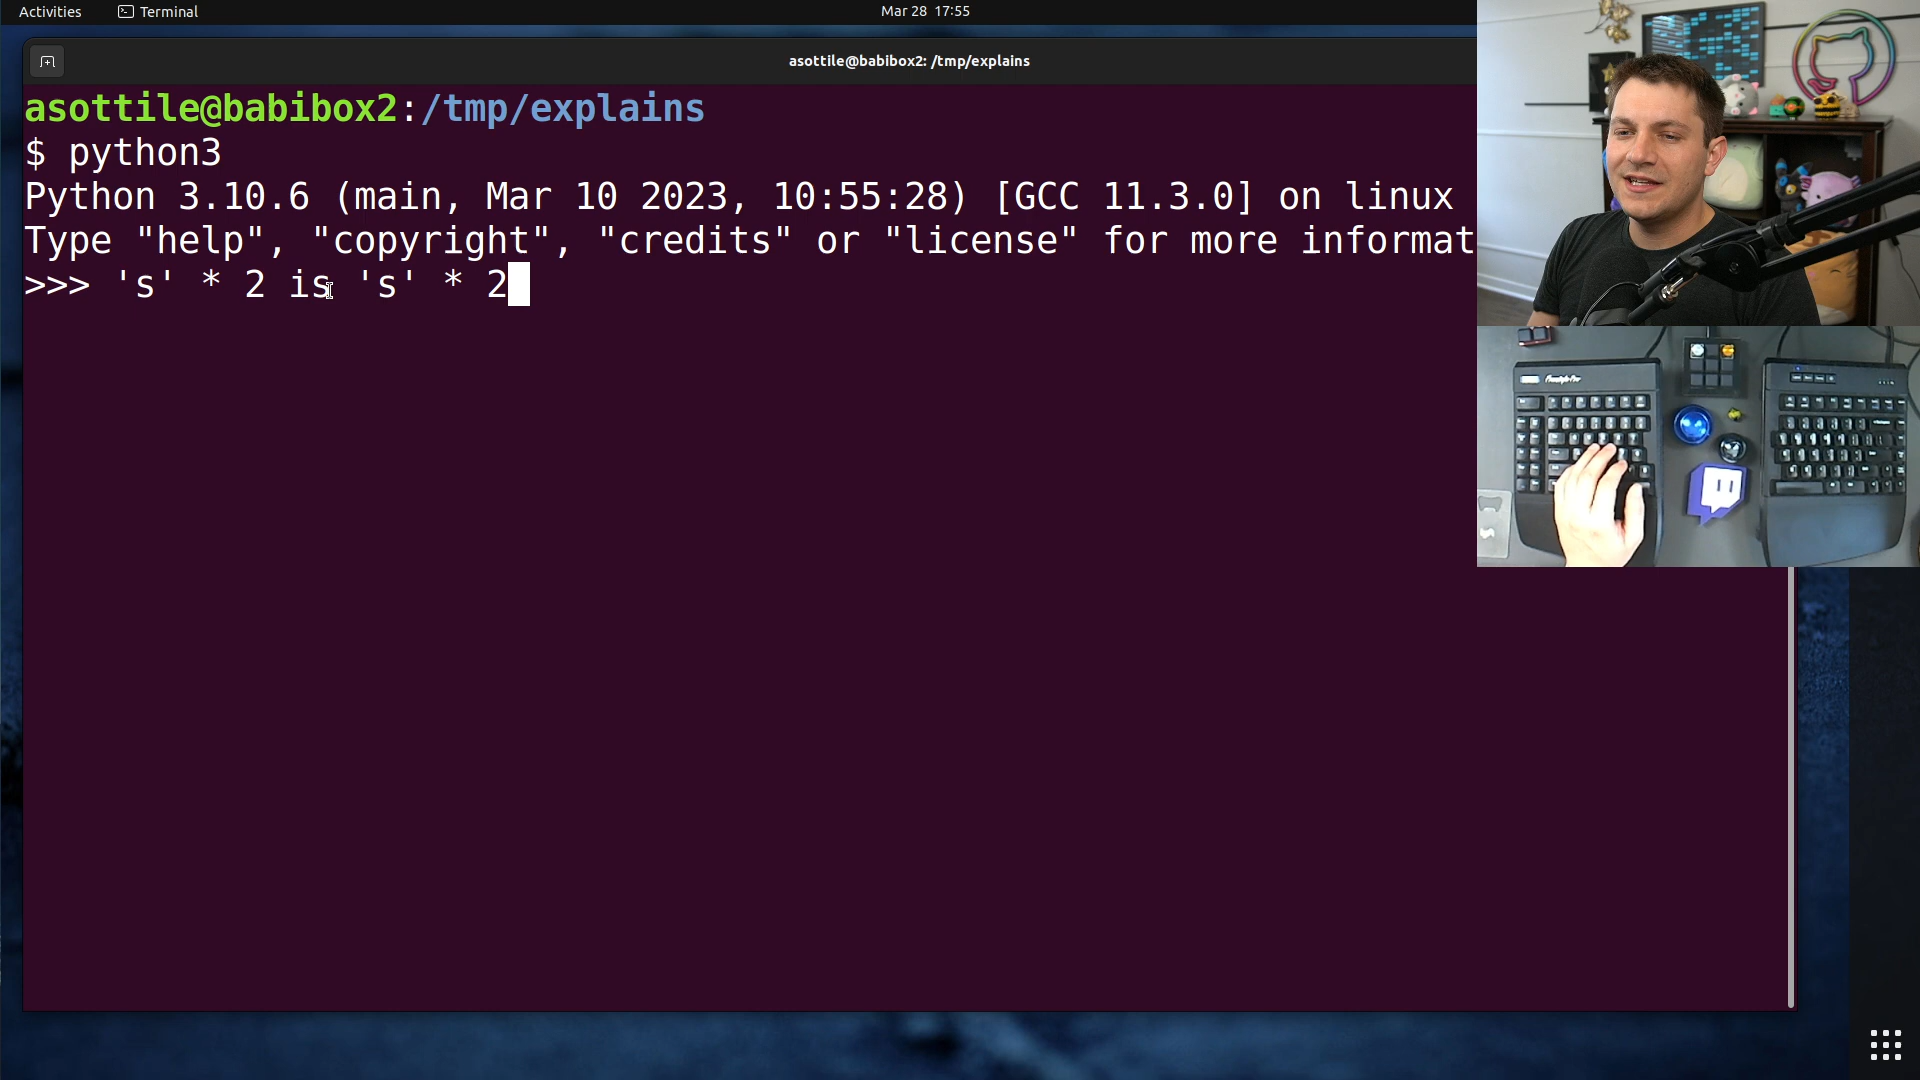 Activities
Terminal
Mar 28 17:55
asottile@babibox2: /tmp/explains
asottile@babibox2:/tmp/explains
$ python3
Python 3.10.6 (main, Mar 10 2023, 10:55:28) [GCC 11.3.0] on linux
Type "help", "copyright", "credits" or "license" for more informat
>>> 's' * 2 is 's' * 2